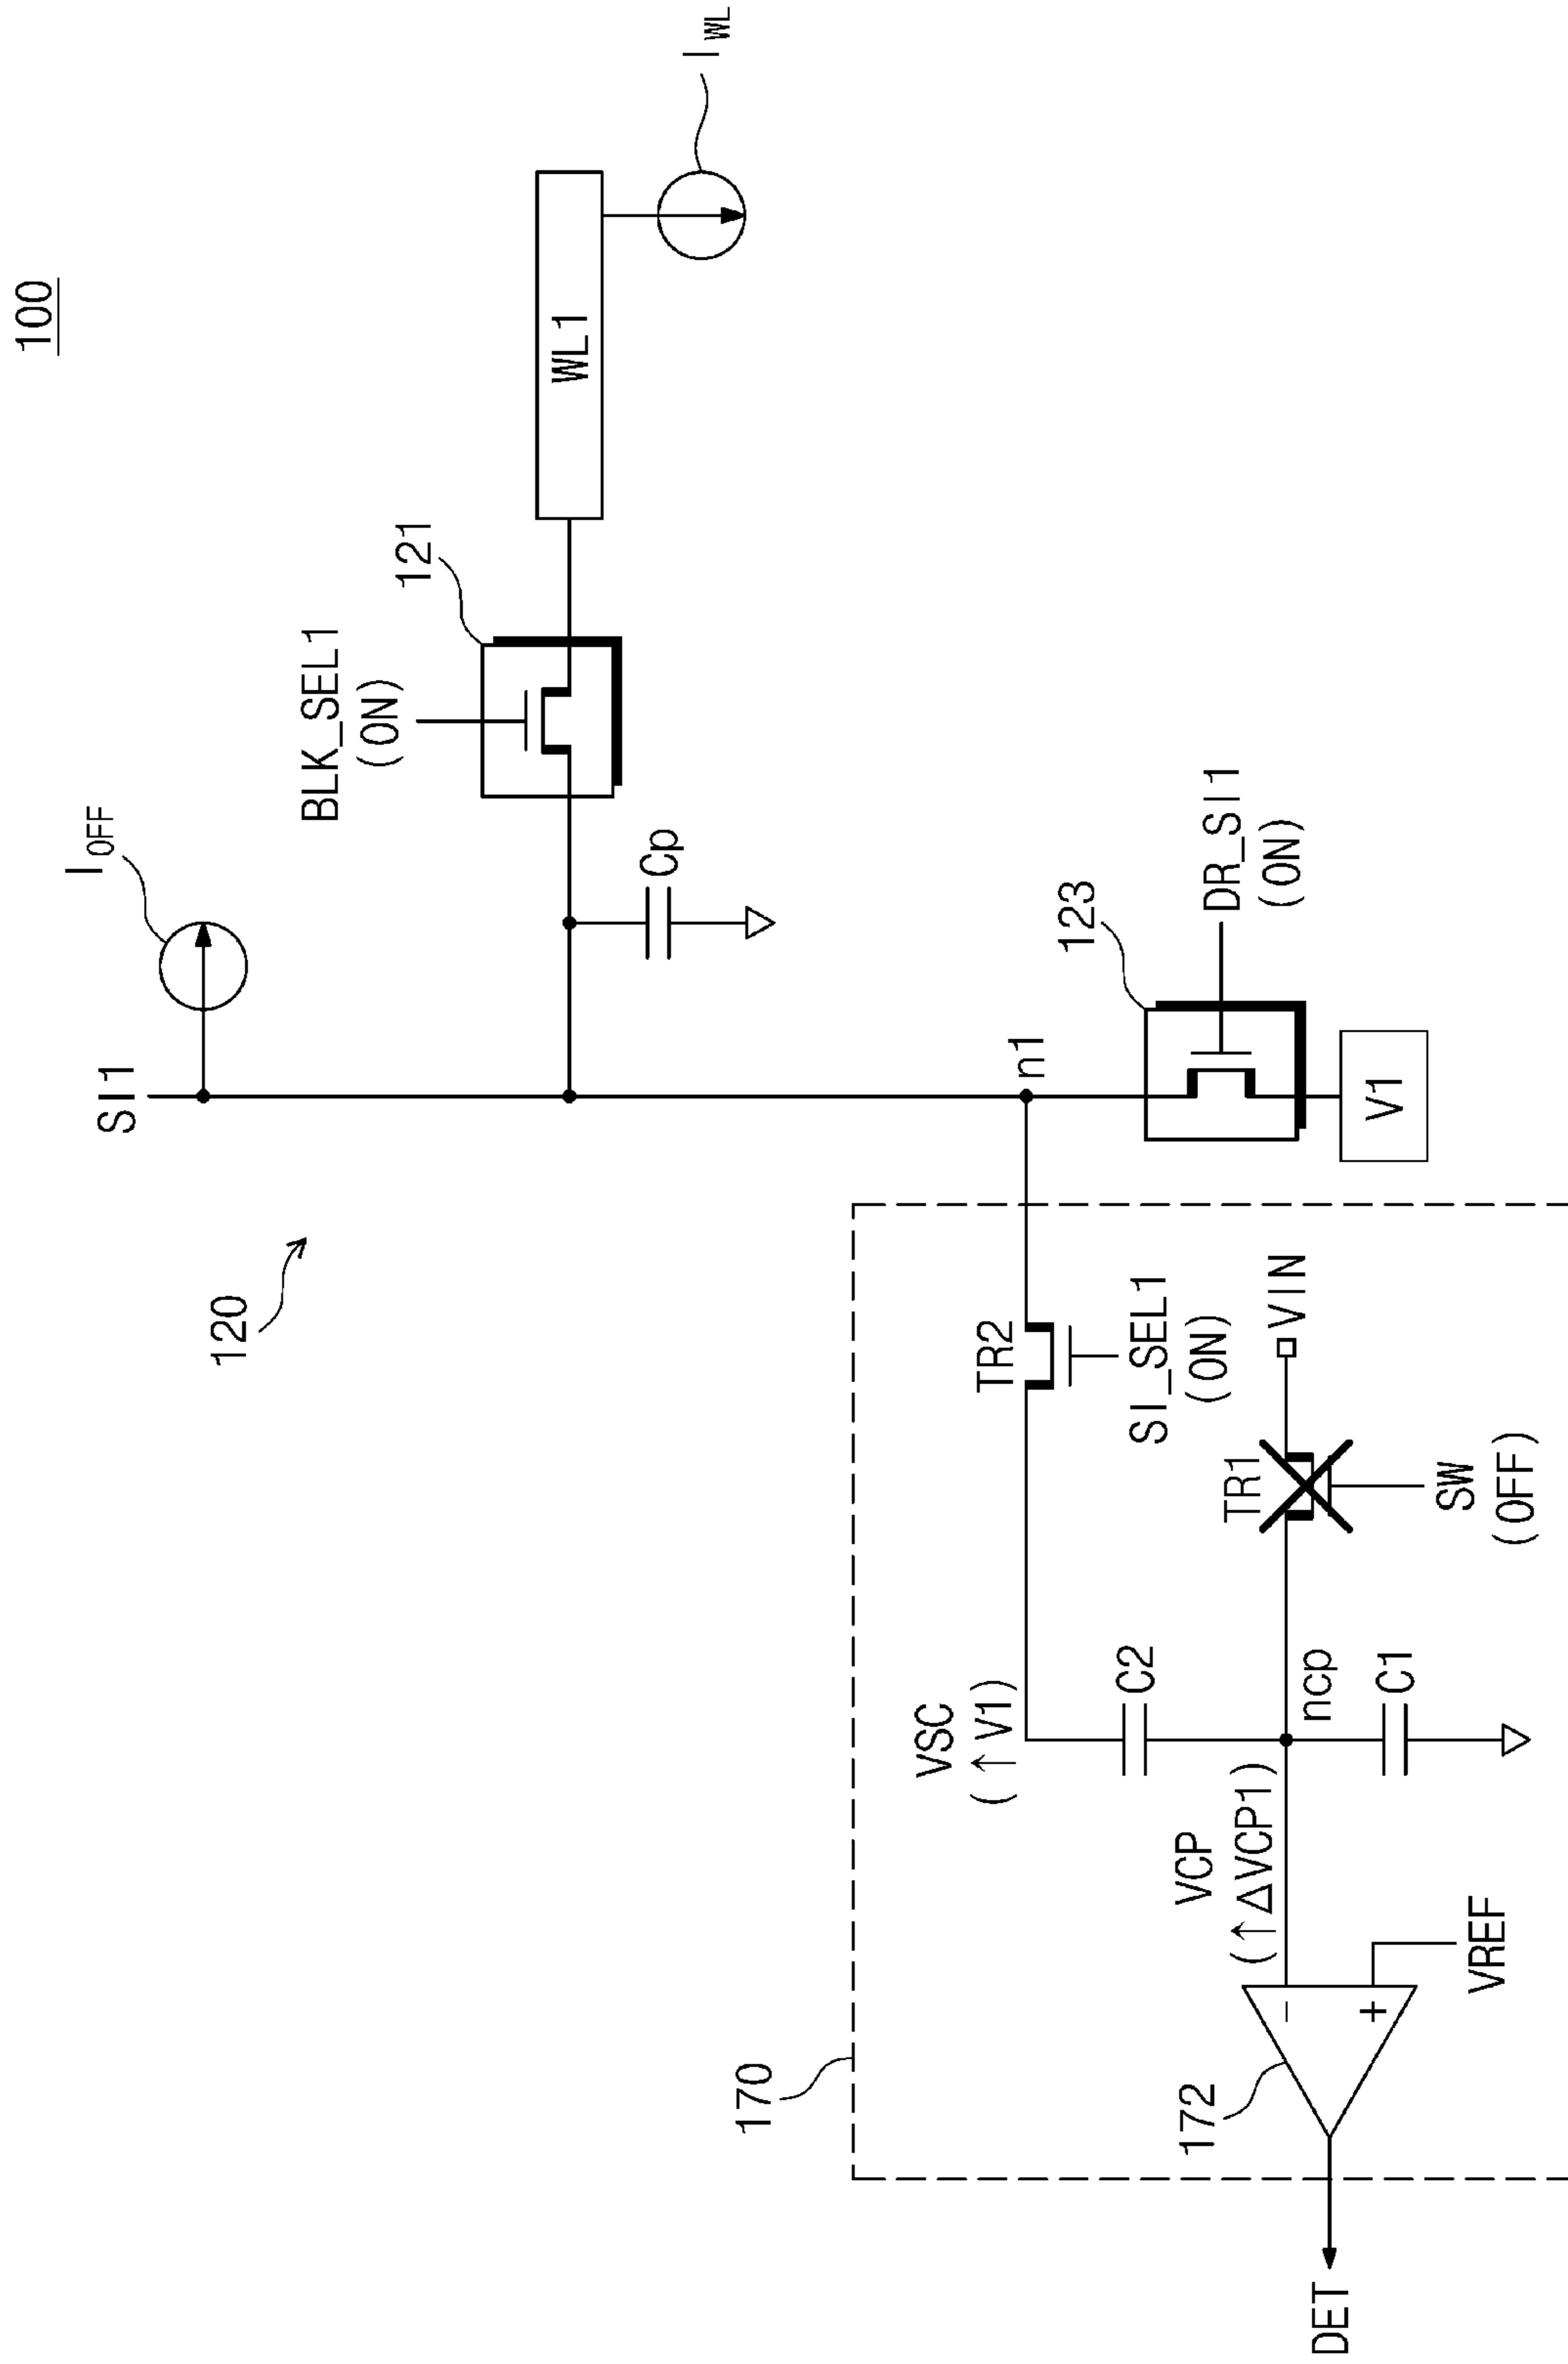 100
SI1
I_OFF
BLK_SEL1
(ON)
121
WL1
I_WL
Cp
120
n1
123
DR_SI1
(ON)
V1
170
VSC
(↑V1)
TR2
SI_SEL1
(ON)
C2
VCP
(↑ΔVCP1)
ncp
TR1
VIN
SW
(OFF)
C1
172
−
+
VREF
DET